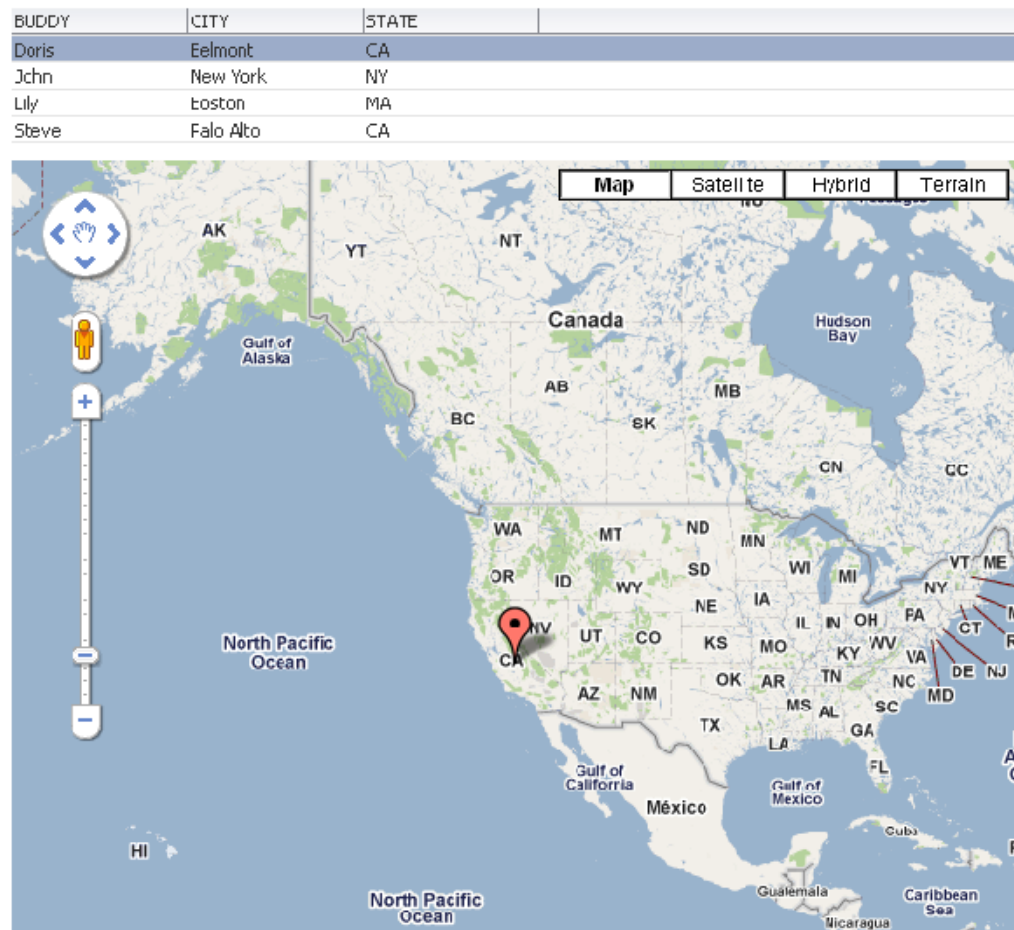 BUDDY CITY STATE
Doris Eelmont CA
Jchn New York NY
Lily Eoston MA
Steve Falo Alto CA
Map Satellite Hybrid Terrain
AK
YT
NT
Canada
Hudson
Bay
Gulf of
Alaska
AB
MB
BC
SK
CN
CC
WA
MT
ND
MN
OR
ID
WY
SD
WI
MI
VT ME
NY
NE
IA
IL IN OH PA
CT
NV
UT
CO
KS
MO
KY WV
VA
North Pacific
Ocean
CA
AZ
NM
OK
AR
TN
NC
DE NJ
MD
MS AL
SC
GA
TX
LA
FL
Gulf of
California
Gulf of
Mexico
México
Cuba
HI
North Pacific
Ocean
Guatemala
Caribbean
Sea
Nicaragua